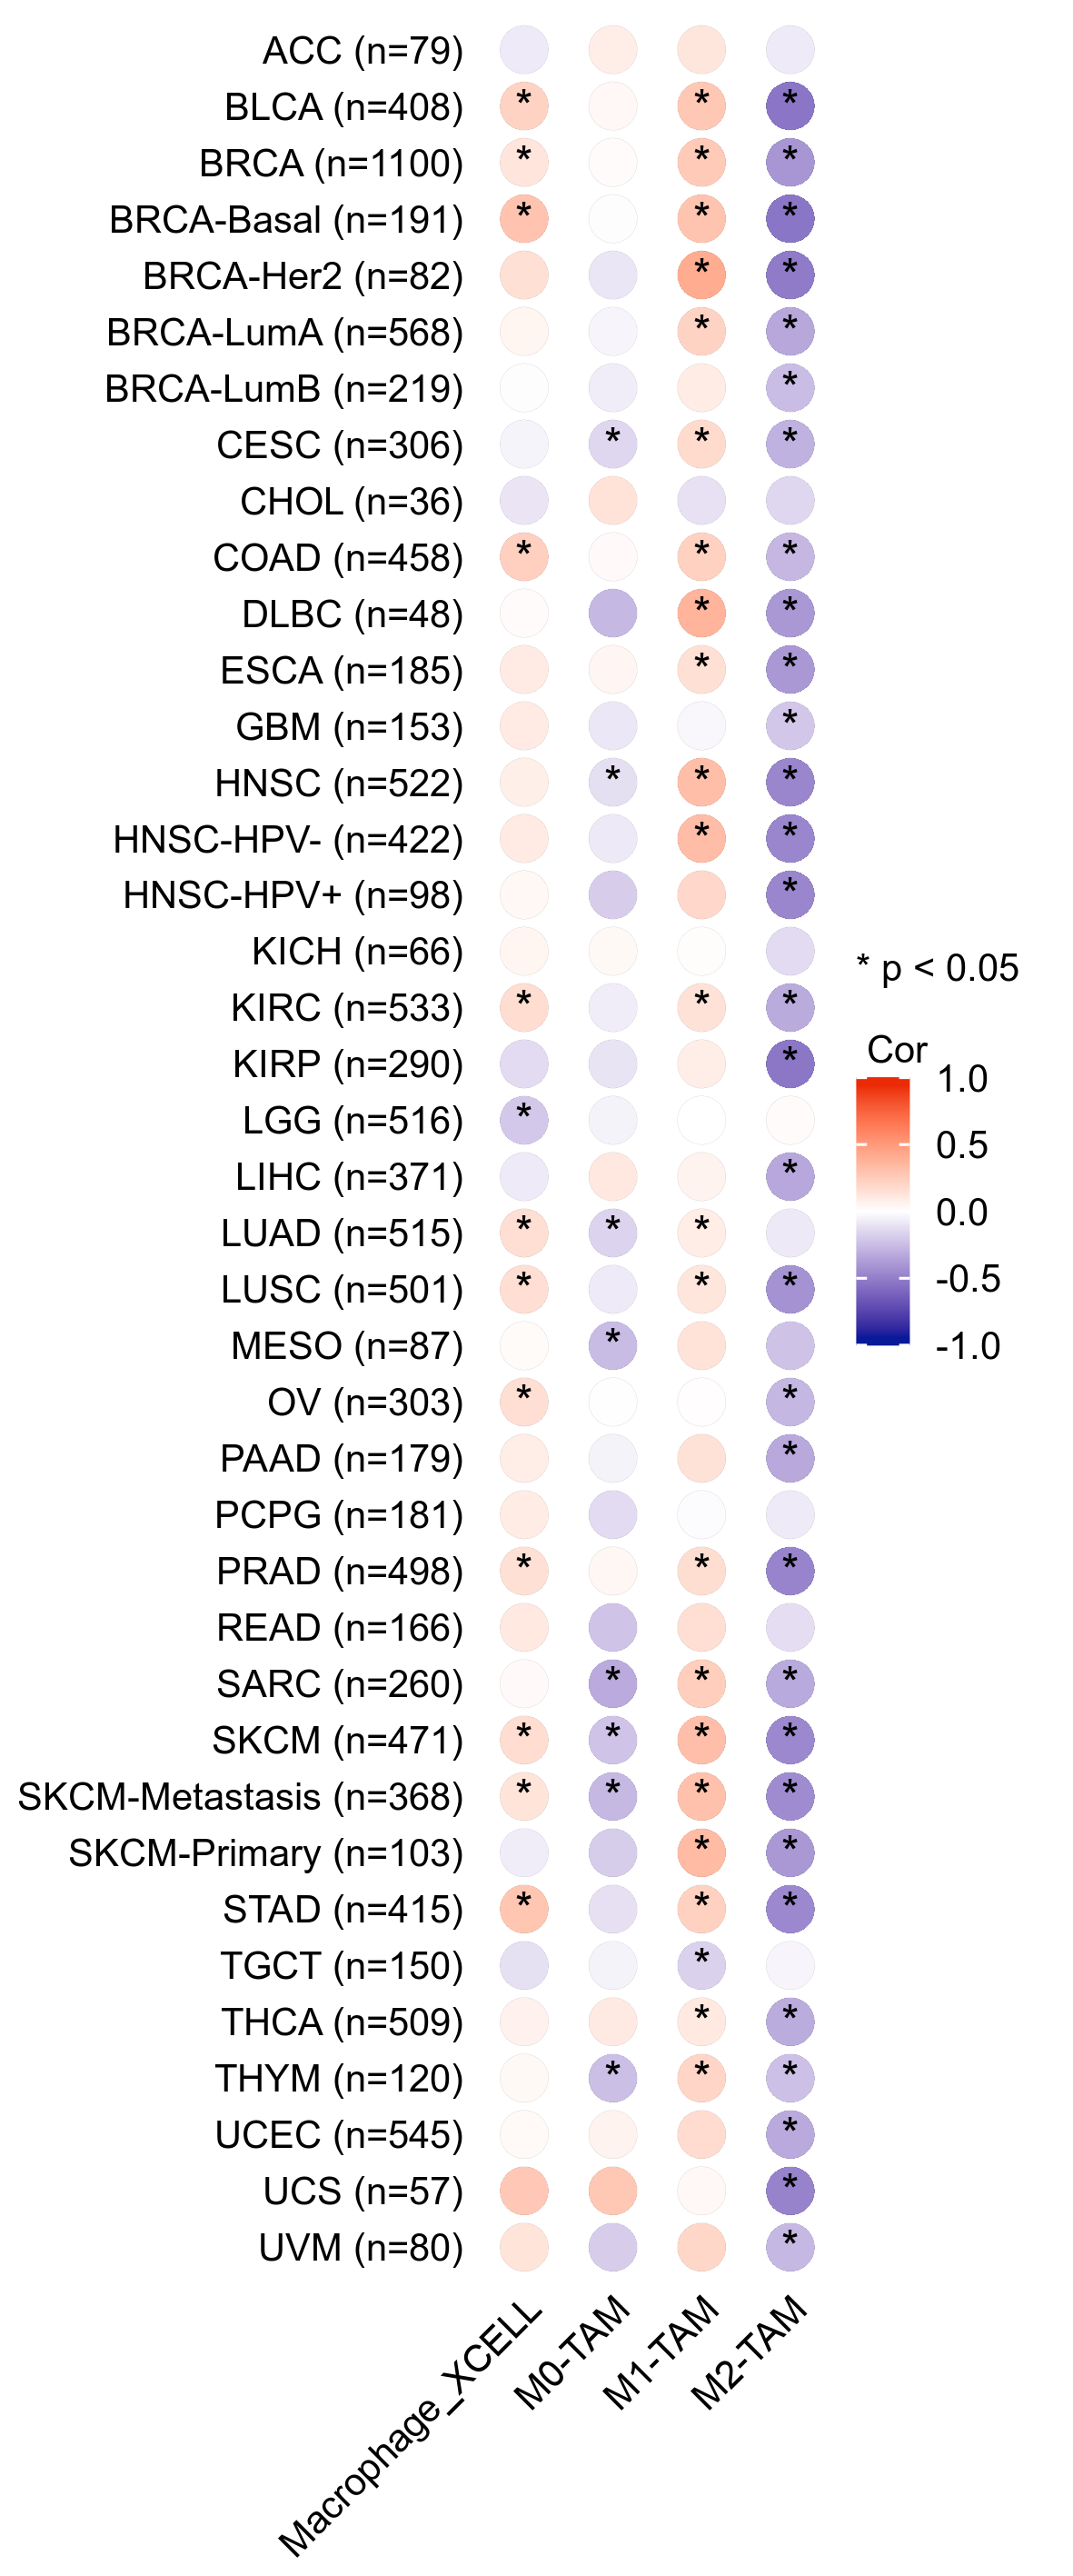 ACC (n=79)
BLCA (n=408)
* * *
BRCA (n=1100)
* * *
BRCA-Basal (n=191)
* * *
BRCA-Her2 (n=82)
* *
BRCA-LumA (n=568)
* *
BRCA-LumB (n=219)
*
CESC (n=306)
* * *
CHOL (n=36)
COAD (n=458)
* * *
DLBC (n=48)
* *
ESCA (n=185)
* *
GBM (n=153)
*
HNSC (n=522)
* * *
HNSC-HPV- (n=422)
* *
HNSC-HPV+ (n=98)
*
KICH (n=66)
KIRC (n=533)
* * *
KIRP (n=290)
*
LGG (n=516)
*
LIHC (n=371)
*
LUAD (n=515)
* * *
LUSC (n=501)
* * *
MESO (n=87)
*
OV (n=303)
* *
PAAD (n=179)
*
PCPG (n=181)
PRAD (n=498)
* * *
READ (n=166)
SARC (n=260)
* * *
SKCM (n=471)
* * * *
SKCM-Metastasis (n=368)
* * * *
SKCM-Primary (n=103)
* *
STAD (n=415)
* * *
TGCT (n=150)
*
THCA (n=509)
* *
THYM (n=120)
* * *
UCEC (n=545)
*
UCS (n=57)
*
UVM (n=80)
*
Macrophage_XCELL
M0-TAM
M1-TAM
M2-TAM
* p < 0.05
Cor
1.0
0.5
0.0
-0.5
-1.0